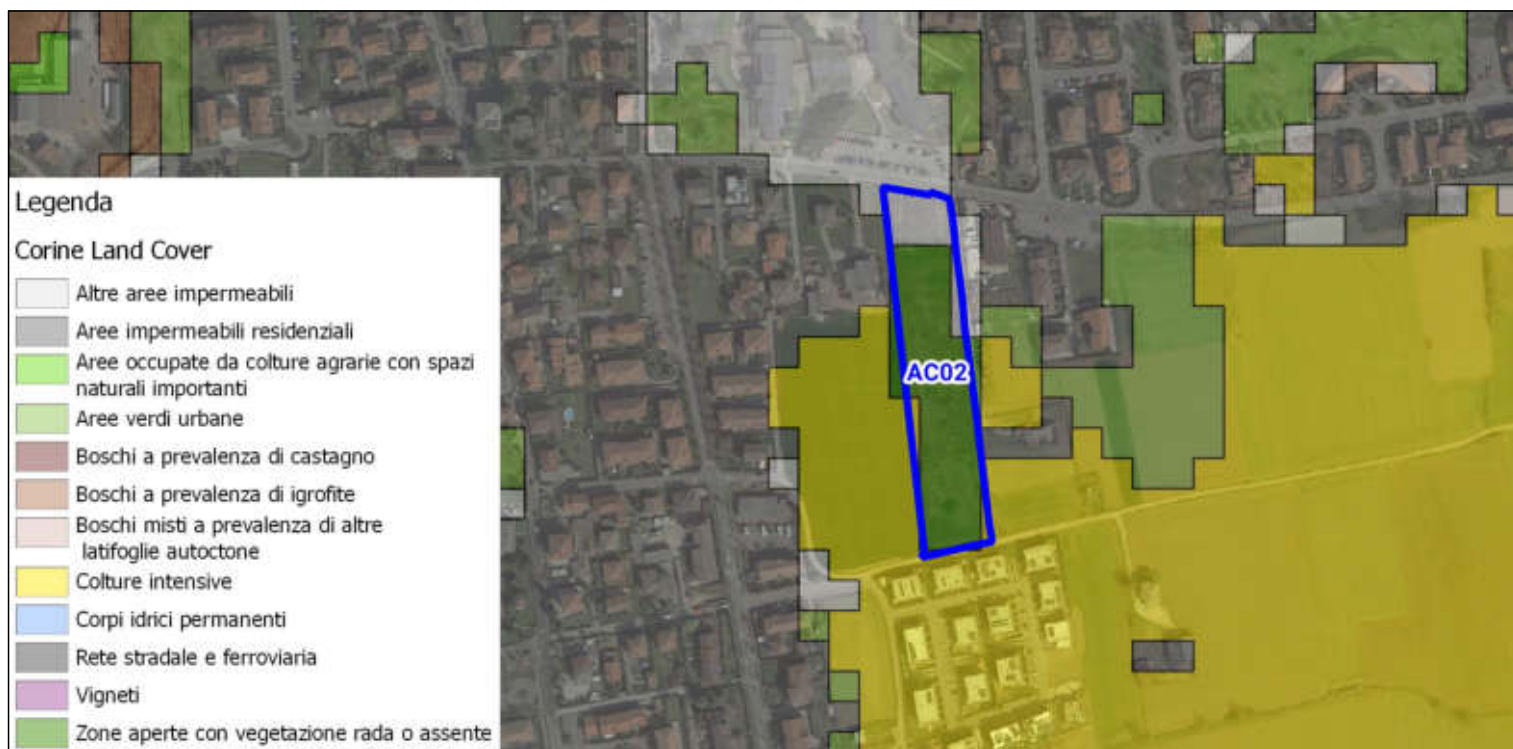 Legenda
Corine Land Cover
Altre aree impermeabili
Aree impermeabili residenziali
Aree occupate da colture agrarie con spazi
naturali importanti
Aree verdi urbane
Boschi a prevalenza di castagno
Boschi a prevalenza di igrofite
Boschi misti a prevalenza di altre
latifoglie autoctone
Colture intensive
Corpi idrici permanenti
Rete stradale e ferroviaria
Vigneti
Zone aperte con vegetazione rada o assente
AC02